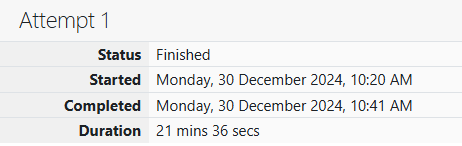 Attempt 1
Status Finished
Started Monday, 30 December 2024, 10:20 AM
Completed Monday, 30 December 2024, 10:41 AM
Duration 21 mins 36 secs